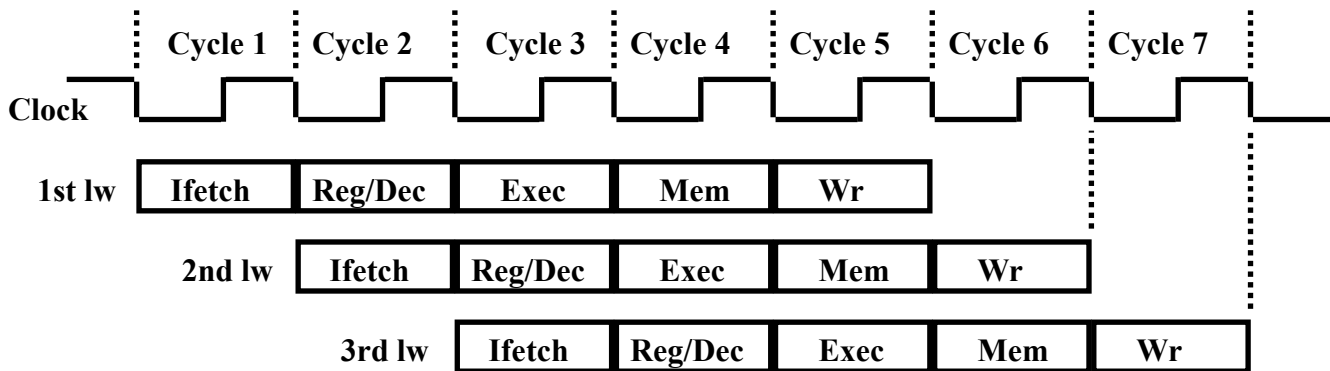 Cycle 1 Cycle 2 Cycle 3 Cycle 4 Cycle 5 Cycle 6 Cycle 7
Clock
1st lw Ifetch Reg/Dec Exec Mem Wr
2nd lw Ifetch Reg/Dec Exec Mem Wr
3rd lw Ifetch Reg/Dec Exec Mem Wr